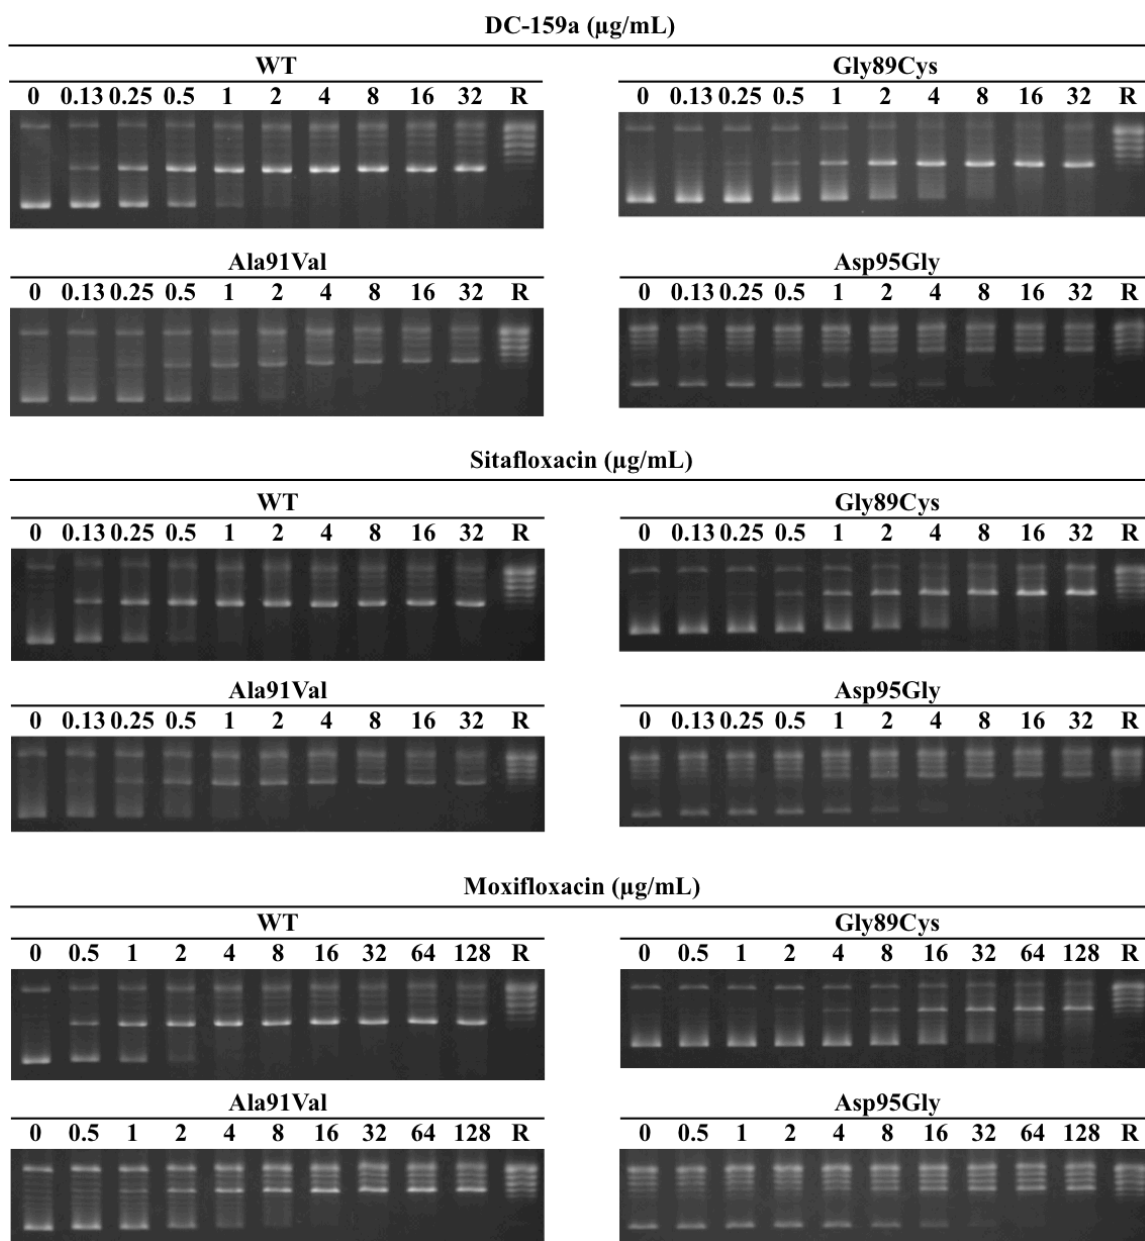 DC-159a (µg/mL)
WT
Gly89Cys
0 0.13 0.25 0.5 1 2 4 8 16 32 R
0 0.13 0.25 0.5 1 2 4 8 16 32 R
Ala91Val
Asp95Gly
0 0.13 0.25 0.5 1 2 4 8 16 32 R
0 0.13 0.25 0.5 1 2 4 8 16 32 R
Sitafloxacin (µg/mL)
WT
Gly89Cys
0 0.13 0.25 0.5 1 2 4 8 16 32 R
0 0.13 0.25 0.5 1 2 4 8 16 32 R
Ala91Val
Asp95Gly
0 0.13 0.25 0.5 1 2 4 8 16 32 R
0 0.13 0.25 0.5 1 2 4 8 16 32 R
Moxifloxacin (µg/mL)
WT
Gly89Cys
0 0.5 1 2 4 8 16 32 64 128 R
0 0.5 1 2 4 8 16 32 64 128 R
Ala91Val
Asp95Gly
0 0.5 1 2 4 8 16 32 64 128 R
0 0.5 1 2 4 8 16 32 64 128 R